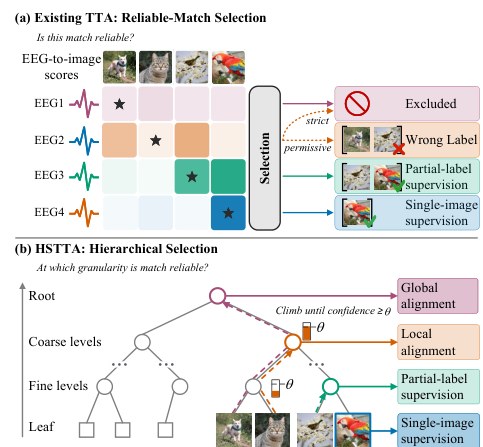 (a) Existing TTA: Reliable-Match Selection
Is this match reliable?
EEG-to-image
scores
EEG1
EEG2
EEG3
EEG4
Selection
strict
permissive
Excluded
Wrong Label
Partial-label
supervision
Single-image
supervision
(b) HSTTA: Hierarchical Selection
At which granularity is match reliable?
Root
Climb until confidence ≥ θ
Global
alignment
Coarse levels
θ
Local
alignment
Fine levels
θ
Partial-label
supervision
Leaf
Single-image
supervision